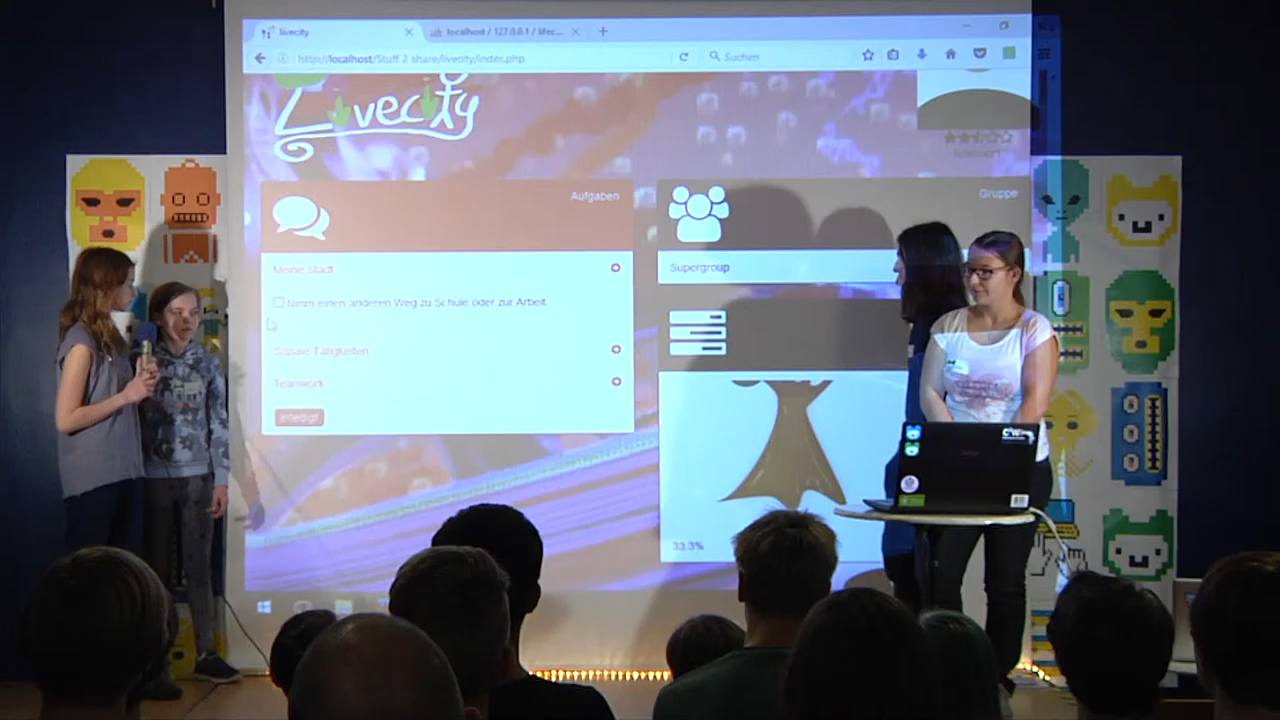 livecity
localhost / 127.0.0.1 / lifec...
http://localhost/Stuff 2 share/livecity/index.php
Suchen
Livecity
Aufgaben
Gruppe
Meine Stadt
Supergroup
Nimm einen anderen Weg zu Schule oder zur Arbeit.
Soziale Tätigkeiten
Teamwork
erledigt
33.3%